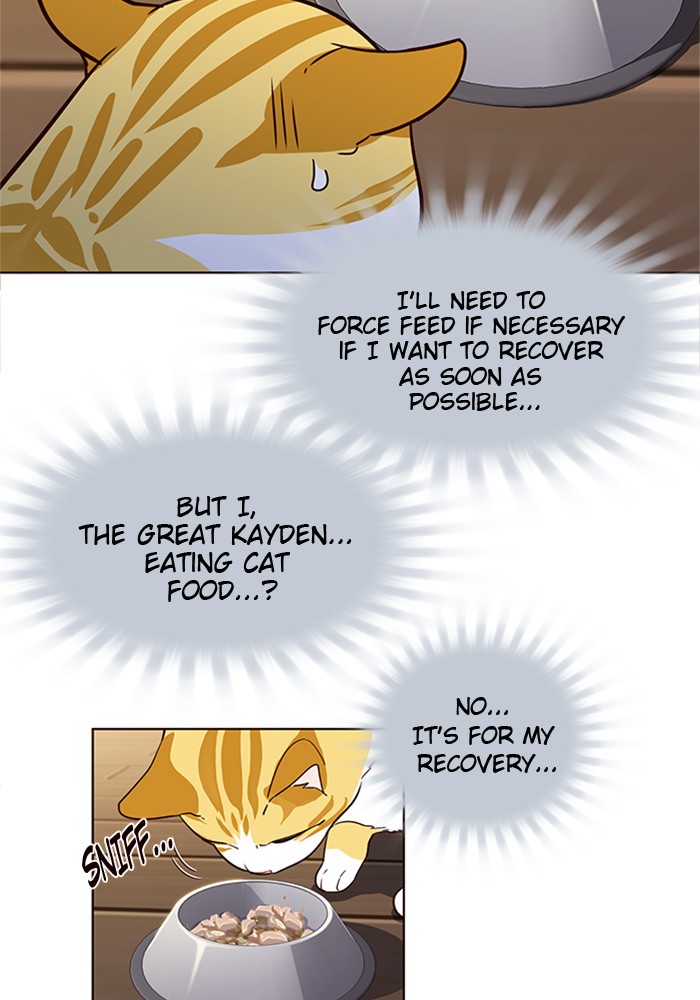 I'LL NEED TO
FORCE FEED IF NECESSARY
IF I WANT TO RECOVER
AS SOON AS
POSSIBLE...
BUT I,
THE GREAT KAYDEN...
EATING CAT
FOOD...?
NO...
IT'S FOR MY
RECOVERY...
SNIFF...